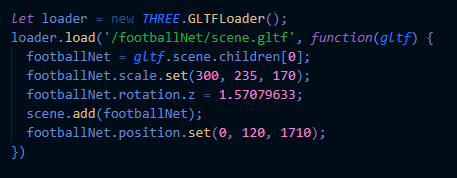 let loader = new THREE.GLTFLoader();
loader.load('/footballNet/scene.gltf', function(gltf) {
footballNet = gltf.scene.children[0];
footballNet.scale.set(300, 235, 170);
footballNet.rotation.z = 1.57079633;
scene.add(footballNet);
footballNet.position.set(0, 120, 1710);
})